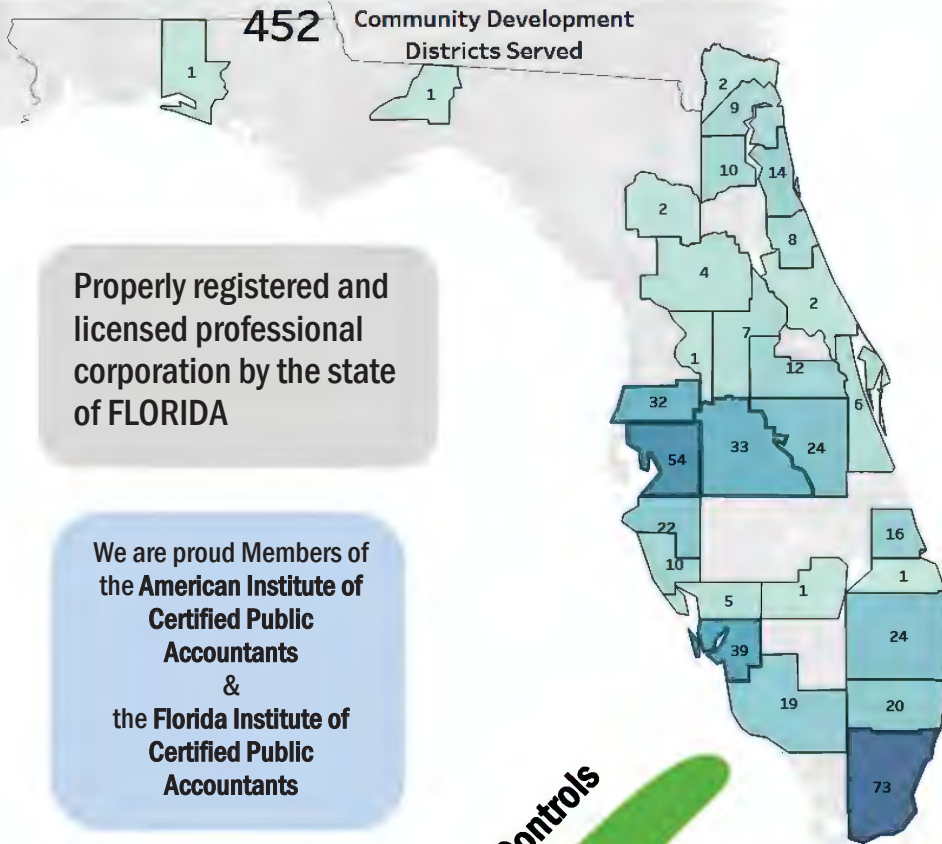 452
Community Development
Districts Served
1
1
2
9
10
14
2
8
4
2
7
1
12
32
6
33
24
54
22
16
10
1
1
5
24
39
19
20
73
Properly registered and
licensed professional
corporation by the state
of FLORIDA
We are proud Members of
the American Institute of
Certified Public
Accountants
&
the Florida Institute of
Certified Public
Accountants
Controls